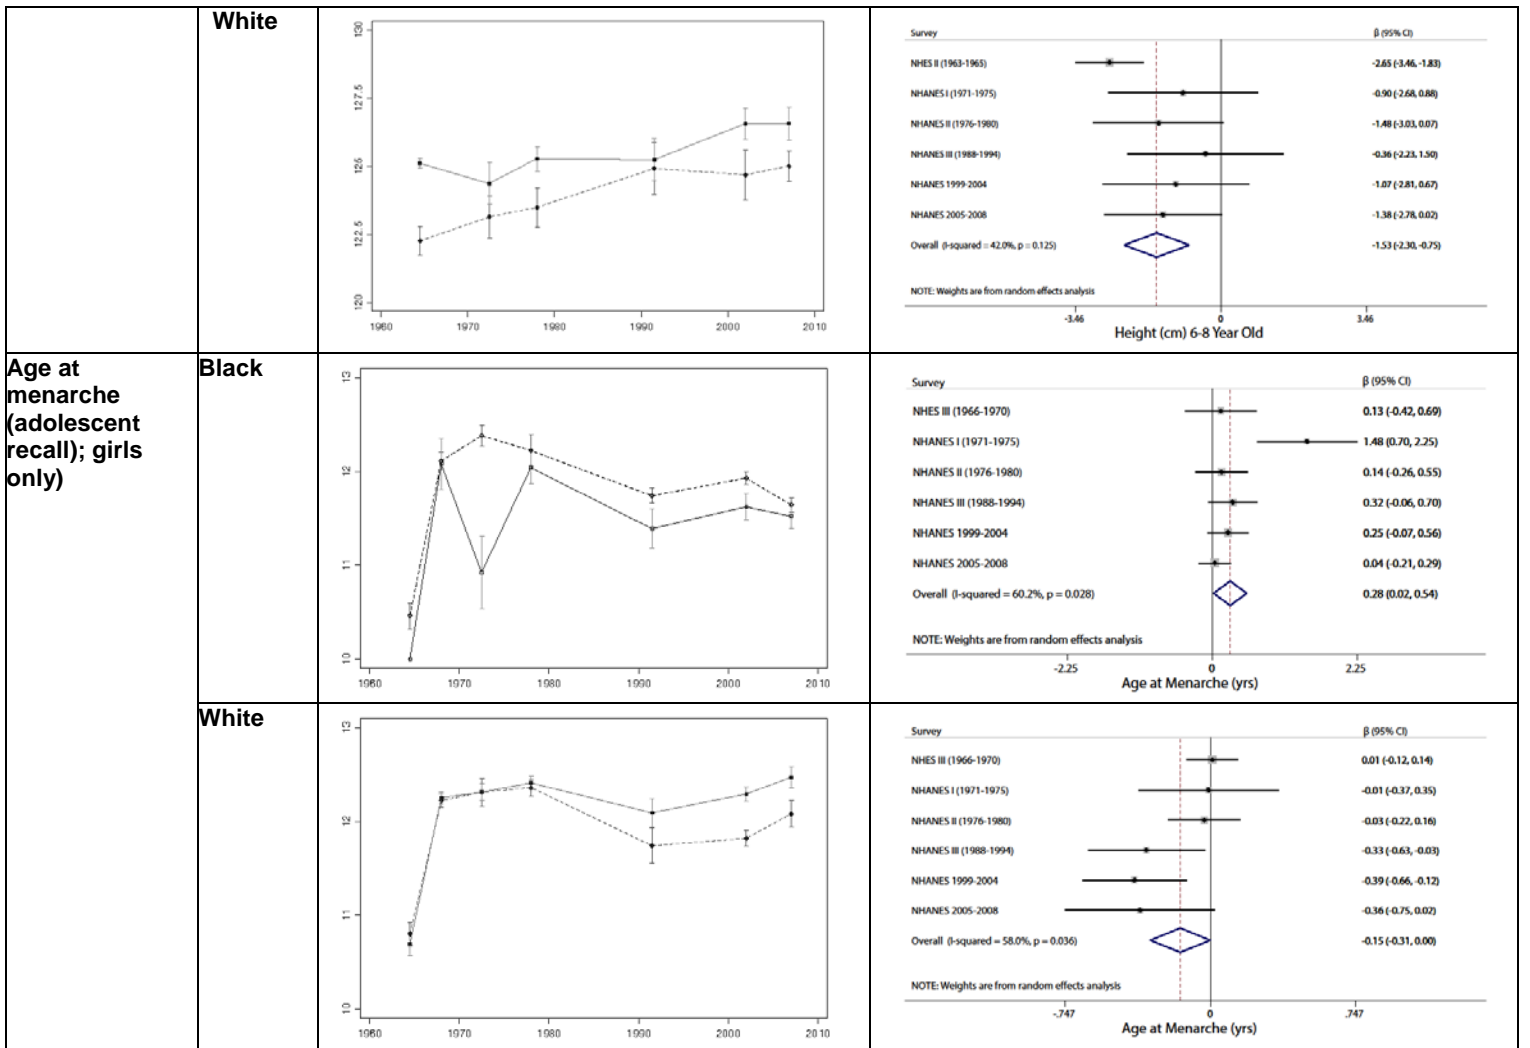 White
130
127.5
125
122.5
120
1960 1970 1980 1990 2000 2010
Survey β (95% CI)
NHES II (1963-1965) -2.65 (-3.46, -1.83)
NHANES I (1971-1975) -0.90 (-2.68, 0.88)
NHANES II (1976-1980) -1.48 (-3.03, 0.07)
NHANES III (1988-1994) -0.36 (-2.23, 1.50)
NHANES 1999-2004 -1.07 (-2.81, 0.67)
NHANES 2005-2008 -1.38 (-2.78, 0.02)
Overall (I-squared = 42.0%, p = 0.125) -1.53 (-2.30, -0.75)
NOTE: Weights are from random effects analysis
-3.46 0 3.46
Height (cm) 6-8 Year Old
Age at
menarche
(adolescent
recall); girls
only)
Black
13
12
11
10
1960 1970 1980 1990 2000 2010
Survey β (95% CI)
NHES III (1966-1970) 0.13 (-0.42, 0.69)
NHANES I (1971-1975) 1.48 (0.70, 2.25)
NHANES II (1976-1980) 0.14 (-0.26, 0.55)
NHANES III (1988-1994) 0.32 (-0.06, 0.70)
NHANES 1999-2004 0.25 (-0.07, 0.56)
NHANES 2005-2008 0.04 (-0.21, 0.29)
Overall (I-squared = 60.2%, p = 0.028) 0.28 (0.02, 0.54)
NOTE: Weights are from random effects analysis
-2.25 0 2.25
Age at Menarche (yrs)
White
13
12
11
10
1960 1970 1980 1990 2000 2010
Survey β (95% CI)
NHES III (1966-1970) 0.01 (-0.12, 0.14)
NHANES I (1971-1975) -0.01 (-0.37, 0.35)
NHANES II (1976-1980) -0.03 (-0.22, 0.16)
NHANES III (1988-1994) -0.33 (-0.63, -0.03)
NHANES 1999-2004 -0.39 (-0.66, -0.12)
NHANES 2005-2008 -0.36 (-0.75, 0.02)
Overall (I-squared = 58.0%, p = 0.036) -0.15 (-0.31, 0.00)
NOTE: Weights are from random effects analysis
-.747 0 .747
Age at Menarche (yrs)